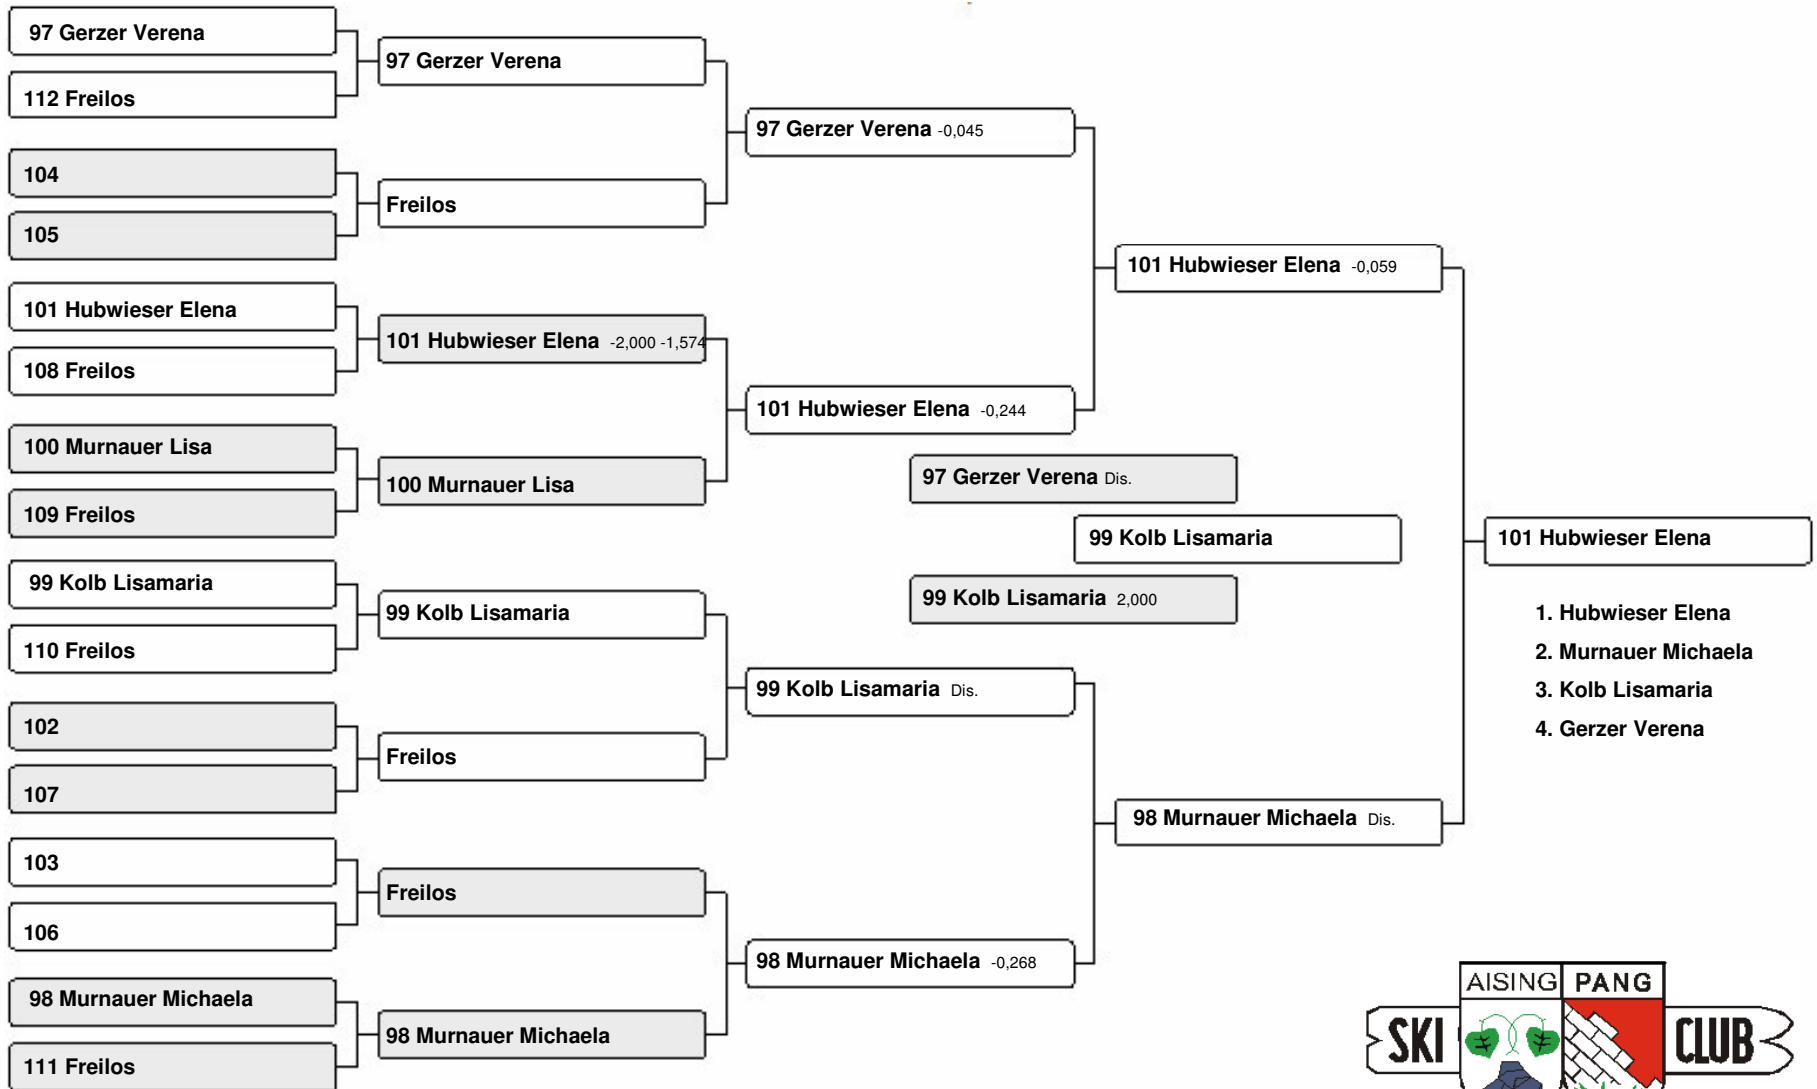 97 Gerzer Verena
112 Freilos
104
105
101 Hubwieser Elena
108 Freilos
100 Murnauer Lisa
109 Freilos
99 Kolb Lisamaria
110 Freilos
102
107
103
106
98 Murnauer Michaela
111 Freilos
97 Gerzer Verena
Freilos
101 Hubwieser Elena -2,000 -1,574
100 Murnauer Lisa
99 Kolb Lisamaria
Freilos
Freilos
98 Murnauer Michaela
97 Gerzer Verena -0,045
101 Hubwieser Elena -0,244
99 Kolb Lisamaria Dis.
98 Murnauer Michaela -0,268
97 Gerzer Verena Dis.
99 Kolb Lisamaria 2,000
99 Kolb Lisamaria
101 Hubwieser Elena -0,059
98 Murnauer Michaela Dis.
101 Hubwieser Elena
1. Hubwieser Elena
2. Murnauer Michaela
3. Kolb Lisamaria
4. Gerzer Verena
AISING PANG
SKI CLUB